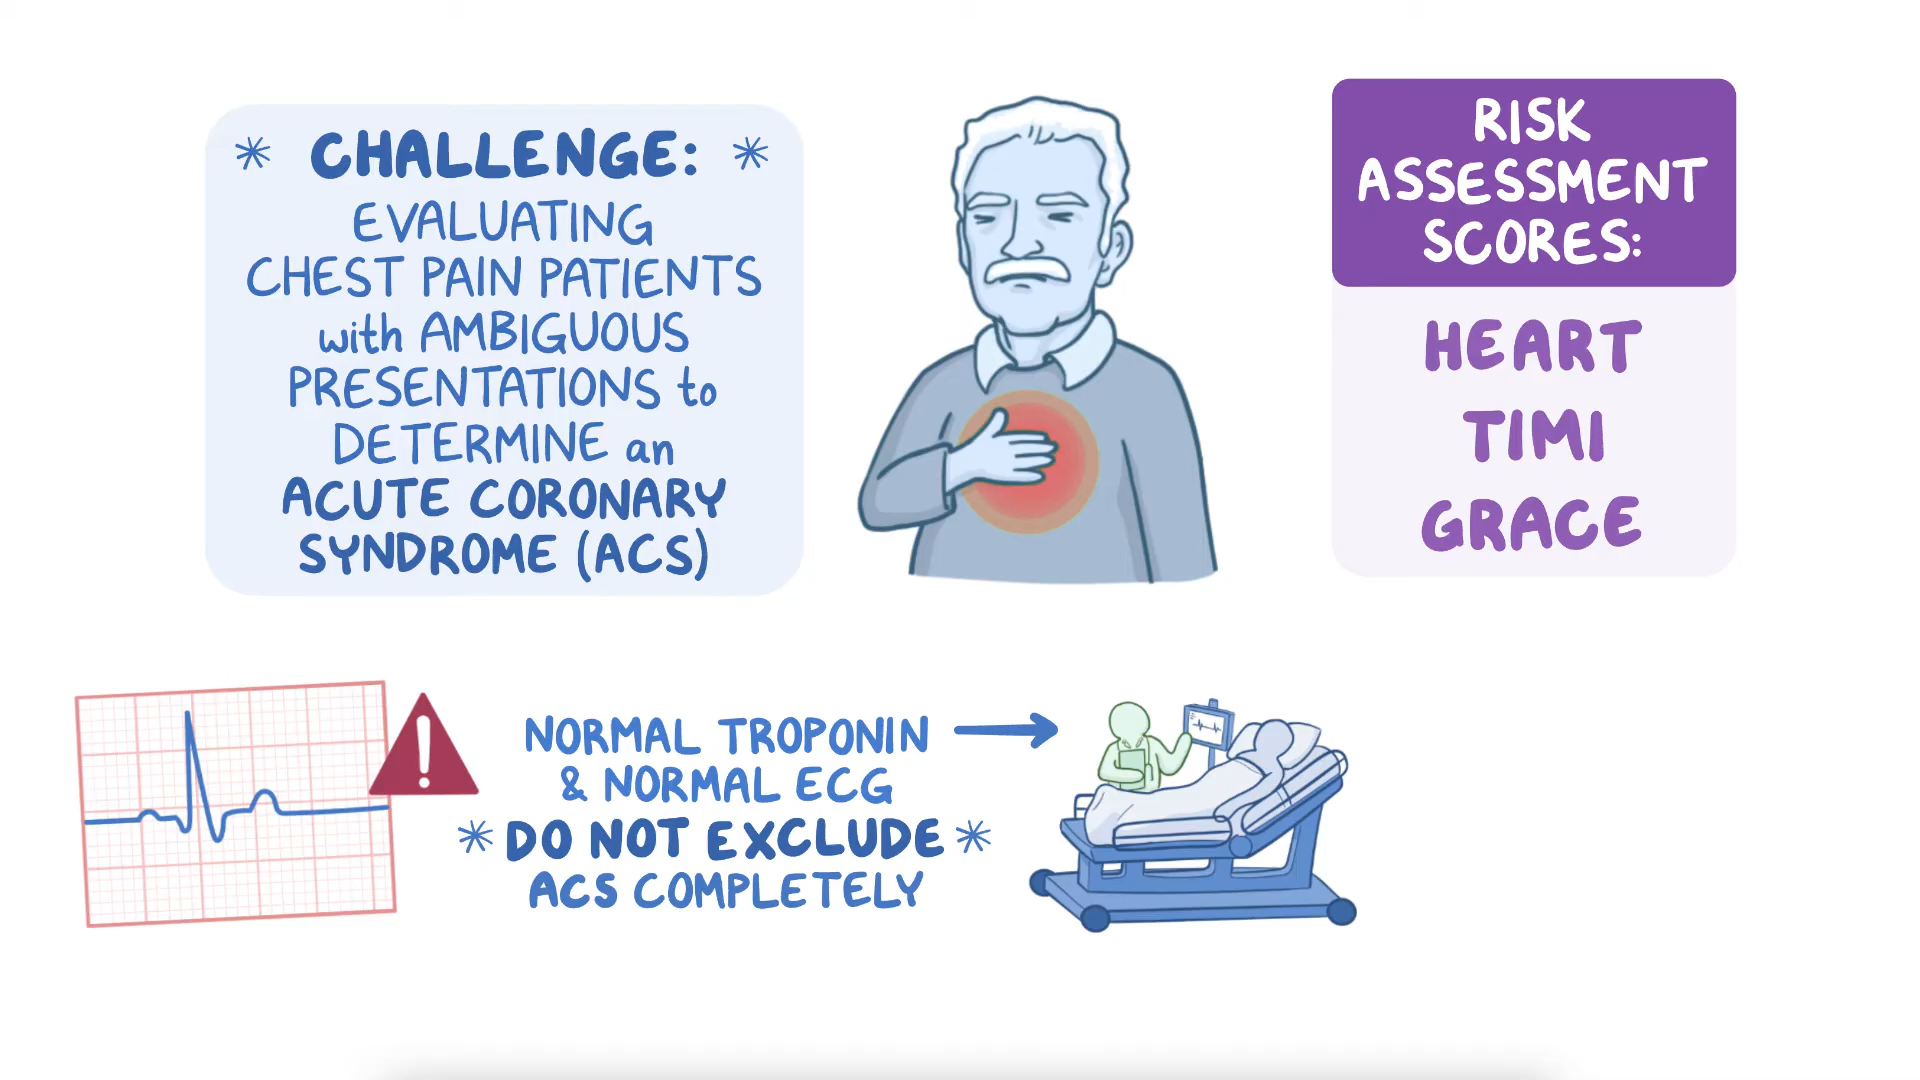 * CHALLENGE: *
EVALUATING
CHEST PAIN PATIENTS
with AMBIGUOUS
PRESENTATIONS to
DETERMINE an
ACUTE CORONARY
SYNDROME (ACS)
RISK
ASSESSMENT
SCORES:
HEART
TIMI
GRACE
NORMAL TROPONIN
& NORMAL ECG
* DO NOT EXCLUDE *
ACS COMPLETELY